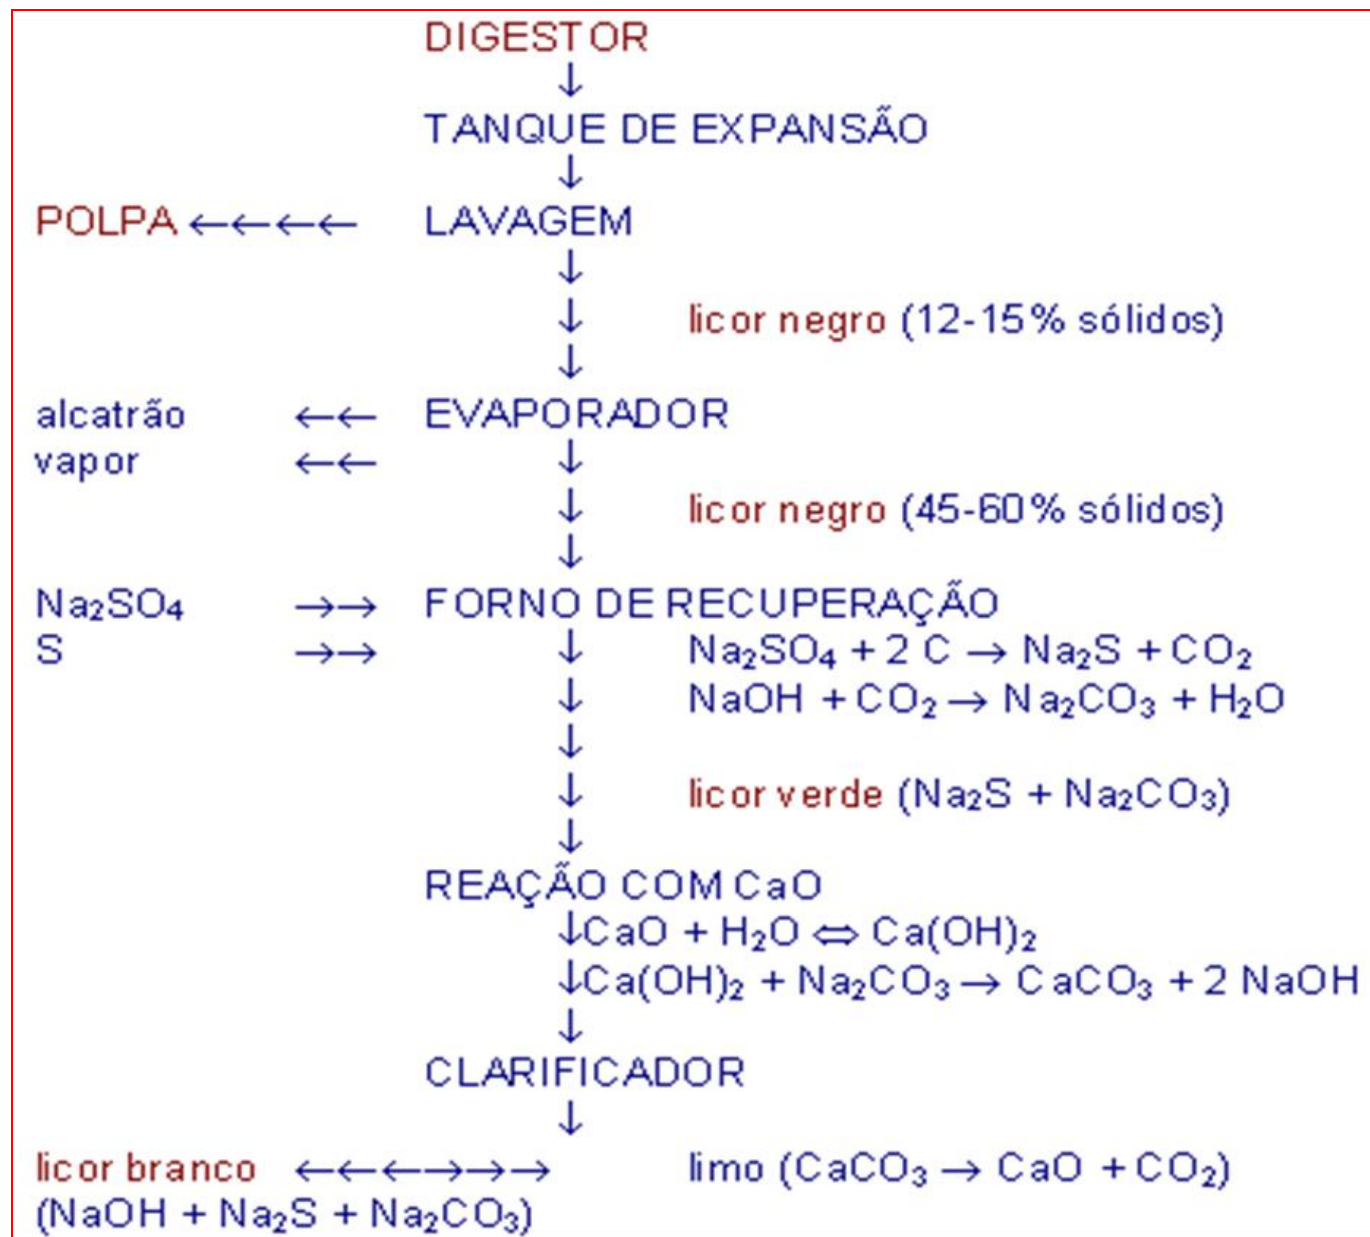 DIGESTOR
↓
TANQUE DE EXPANSÃO
↓
POLPA ←←←← LAVAGEM
↓
↓ licor negro (12-15% sólidos)
↓
alcatrão ←← EVAPORADOR
vapor ←← ↓
↓ licor negro (45-60% sólidos)
↓
Na₂SO₄ →→ FORNO DE RECUPERAÇÃO
S →→ ↓ Na₂SO₄ + 2 C → Na₂S + CO₂
↓ NaOH + CO₂ → Na₂CO₃ + H₂O
↓
↓ licor verde (Na₂S + Na₂CO₃)
↓
REAÇÃO COM CaO
↓CaO + H₂O ⇔ Ca(OH)₂
↓Ca(OH)₂ + Na₂CO₃ → CaCO₃ + 2 NaOH
↓
CLARIFICADOR
↓
licor branco ←←←→→→ limo (CaCO₃ → CaO + CO₂)
(NaOH + Na₂S + Na₂CO₃)